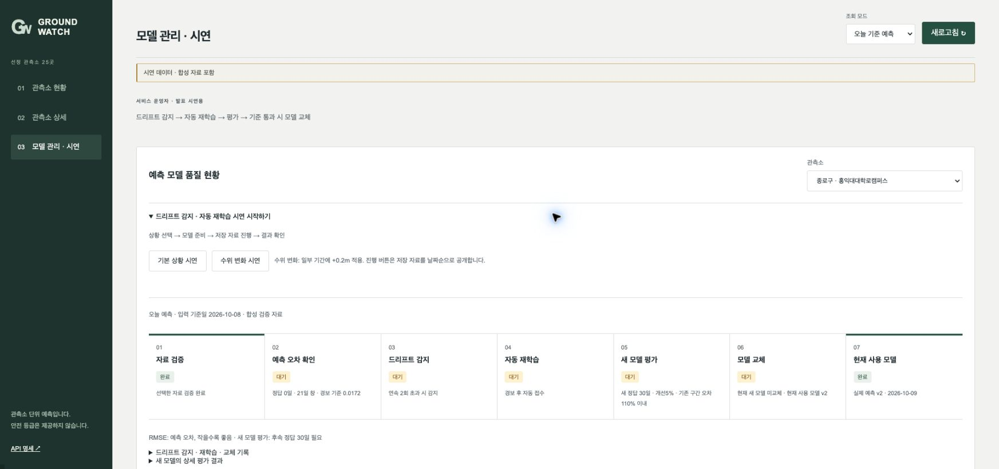 GW GROUND
WATCH
선정 관측소 25곳
01 관측소 현황
02 관측소 상세
03 모델 관리 · 시연
관측소 단위 예측입니다.
안전 등급은 제공하지 않습니다.
API 명세 ↗
모델 관리 · 시연
조회 모드
오늘 기준 예측
새로고침 ↻
시연 데이터 · 합성 자료 포함
서비스 운영자 · 발표 시연용
드리프트 감지 → 자동 재학습 → 평가 → 기준 통과 시 모델 교체
예측 모델 품질 현황
관측소
종로구 · 홍익대대학로캠퍼스
▼ 드리프트 감지 · 자동 재학습 시연 시작하기
상황 선택 → 모델 준비 → 저장 자료 진행 → 결과 확인
기본 상황 시연
수위 변화 시연
수위 변화: 일부 기간에 +0.2m 적용. 진행 버튼은 저장 자료를 날짜순으로 공개합니다.
오늘 예측 · 입력 기준일 2026-10-08 · 합성 검증 자료
01
자료 검증
완료
선택한 자료 검증 완료
02
예측 오차 확인
대기
정답 0일 · 21일 창 · 경보 기준 0.0172
03
드리프트 감지
대기
연속 2회 초과 시 감지
04
자동 재학습
대기
경보 후 자동 접수
05
새 모델 평가
대기
새 정답 30일 · 개선5% · 기존 구간 오차
110% 이내
06
모델 교체
대기
현재 새 모델 미교체 · 현재 사용 모델 v2
07
현재 사용 모델
완료
실제 예측 v2 · 2026-10-09
RMSE: 예측 오차, 작을수록 좋음 · 새 모델 평가: 후속 정답 30일 필요
▶ 드리프트 감지 · 재학습 · 교체 기록
▶ 새 모델의 상세 평가 결과